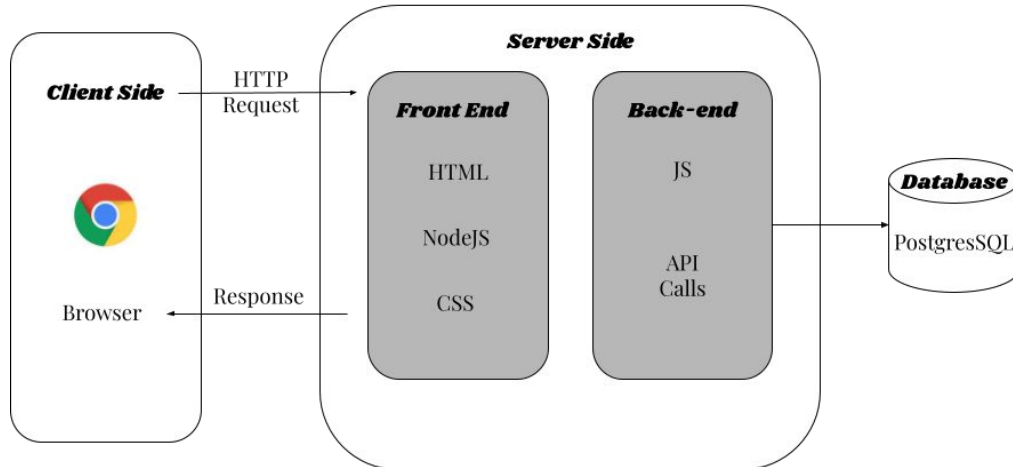 Server Side
Client Side
HTTP
Request
Front End
HTML
NodeJS
CSS
Back-end
JS
API
Calls
Database
PostgresSQL
Browser
Response